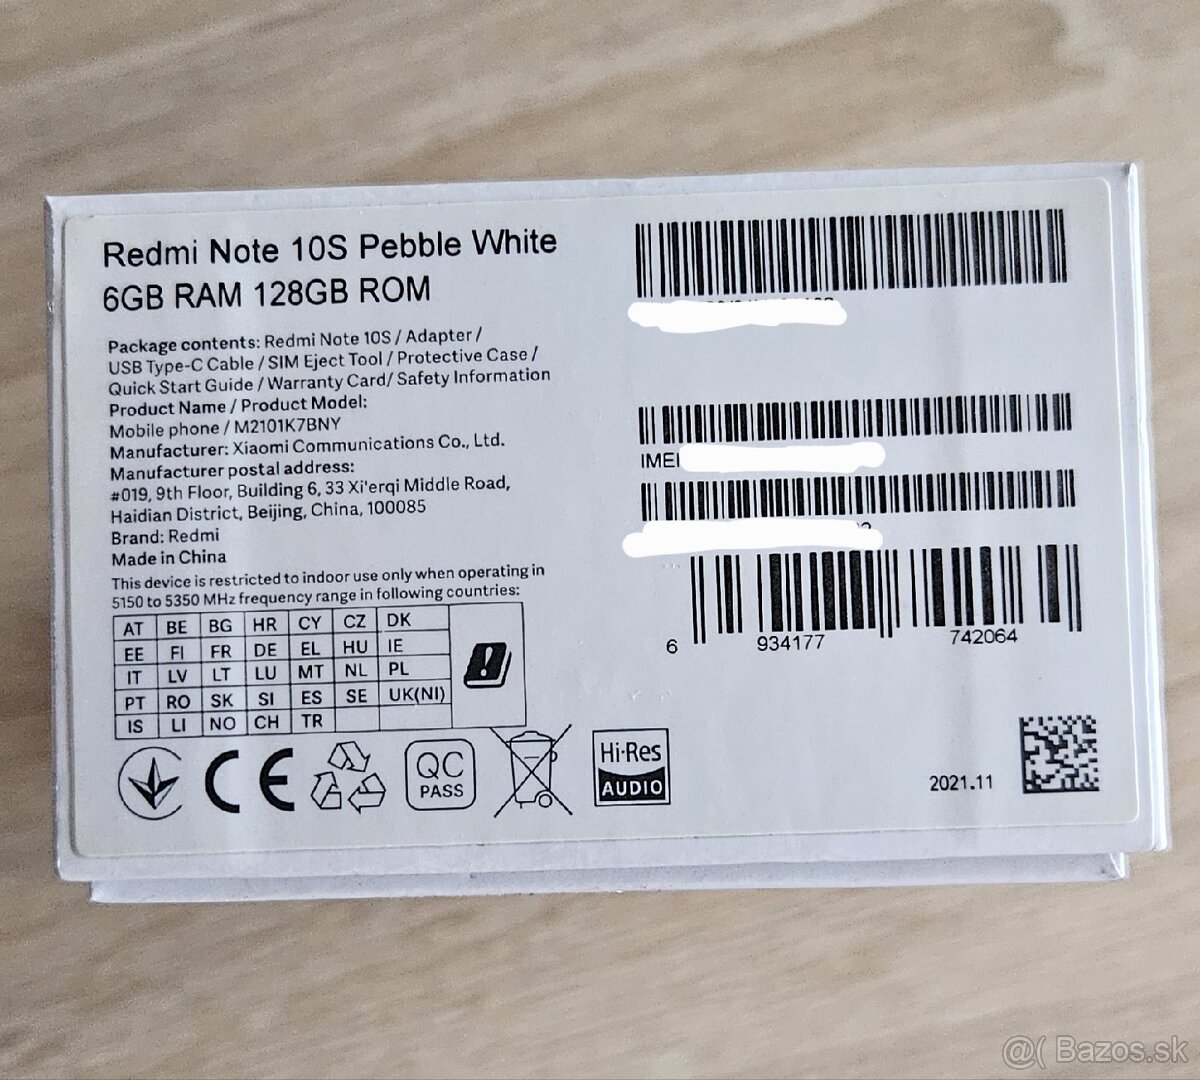 Redmi Note 10S Pebble White
6GB RAM 128GB ROM
Package contents: Redmi Note 10S / Adapter /
USB Type-C Cable / SIM Eject Tool / Protective Case /
Quick Start Guide / Warranty Card/ Safety Information
Product Name / Product Model:
Mobile phone / M2101K7BNY
Manufacturer: Xiaomi Communications Co., Ltd.
Manufacturer postal address:
#019, 9th Floor, Building 6, 33 Xi'erqi Middle Road,
Haidian District, Beijing, China, 100085
Brand: Redmi
Made in China
This device is restricted to indoor use only when operating in
5150 to 5350 MHz frequency range in following countries:
AT BE BG HR CY CZ DK
EE FI FR DE EL HU IE
IT LV LT LU MT NL PL
PT RO SK SI ES SE UK(NI)
IS LI NO CH TR
CE
QC
PASS
Hi-Res
AUDIO
IMEI
6 934177 742064
2021.11
@( Bazos.sk